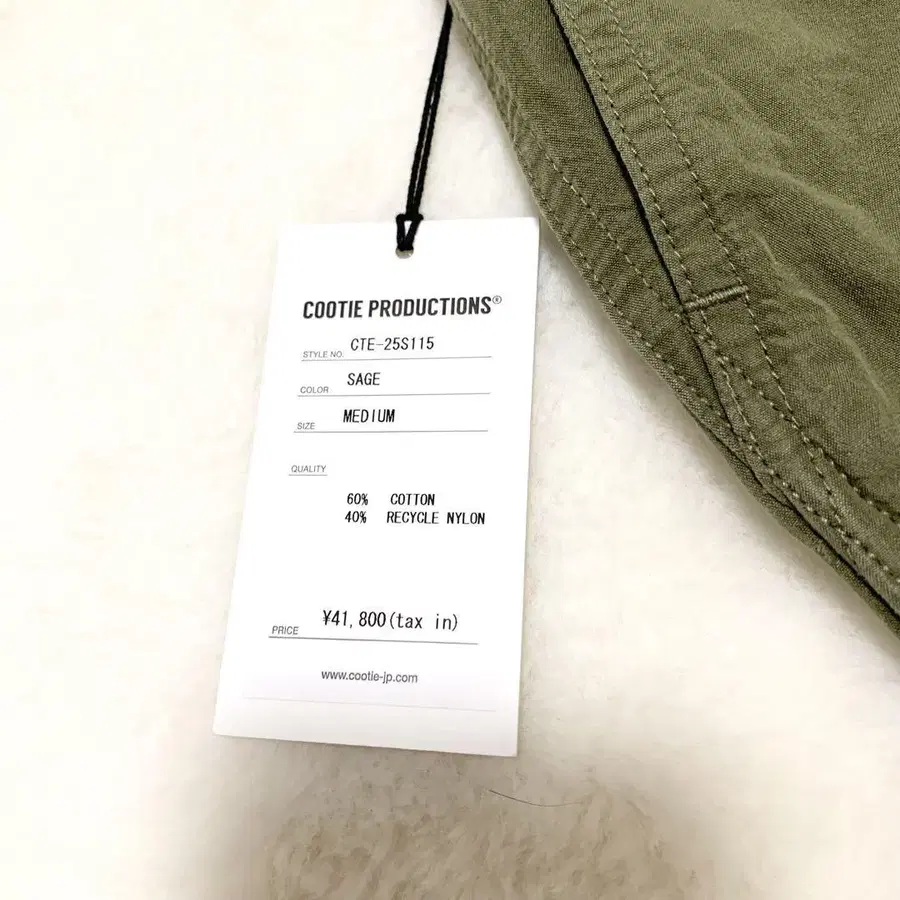 COOTIE PRODUCTIONS®
STYLE NO. CTE-25S115
COLOR SAGE
SIZE MEDIUM
QUALITY
60% COTTON
40% RECYCLE NYLON
PRICE ¥41,800(tax in)
www.cootie-jp.com